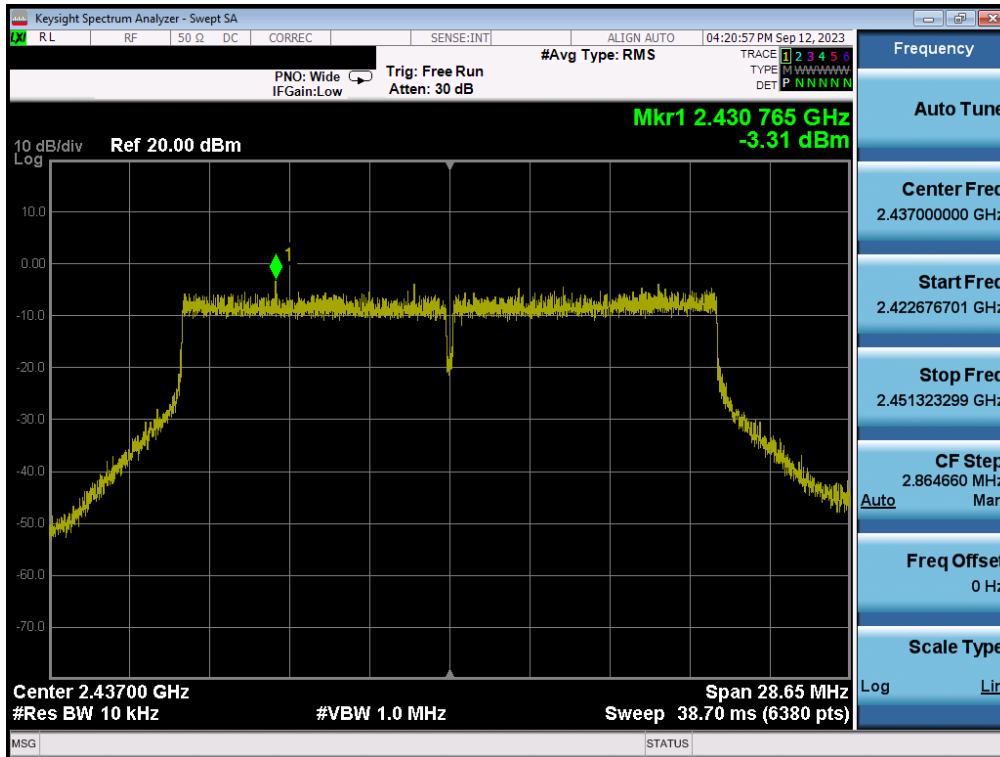 Keysight Spectrum Analyzer - Swept SA
LXI RL RF 50 Ω DC CORREC SENSE:INT ALIGN AUTO 04:20:57 PM Sep 12, 2023
PNO: Wide
IFGain:Low
Trig: Free Run
Atten: 30 dB
#Avg Type: RMS
TRACE 1 2 3 4 5 6
TYPE M WWWWW
DET P N N N N N
Mkr1 2.430 765 GHz
-3.31 dBm
10 dB/div Ref 20.00 dBm
Log
10.0
0.00
-10.0
-20.0
-30.0
-40.0
-50.0
-60.0
-70.0
1
Center 2.43700 GHz Span 28.65 MHz
#Res BW 10 kHz #VBW 1.0 MHz Sweep 38.70 ms (6380 pts)
MSG STATUS
Frequency
Auto Tune
Center Freq
2.437000000 GHz
Start Freq
2.422676701 GHz
Stop Freq
2.451323299 GHz
CF Step
2.864660 MHz
Auto Man
Freq Offset
0 Hz
Scale Type
Log Lin